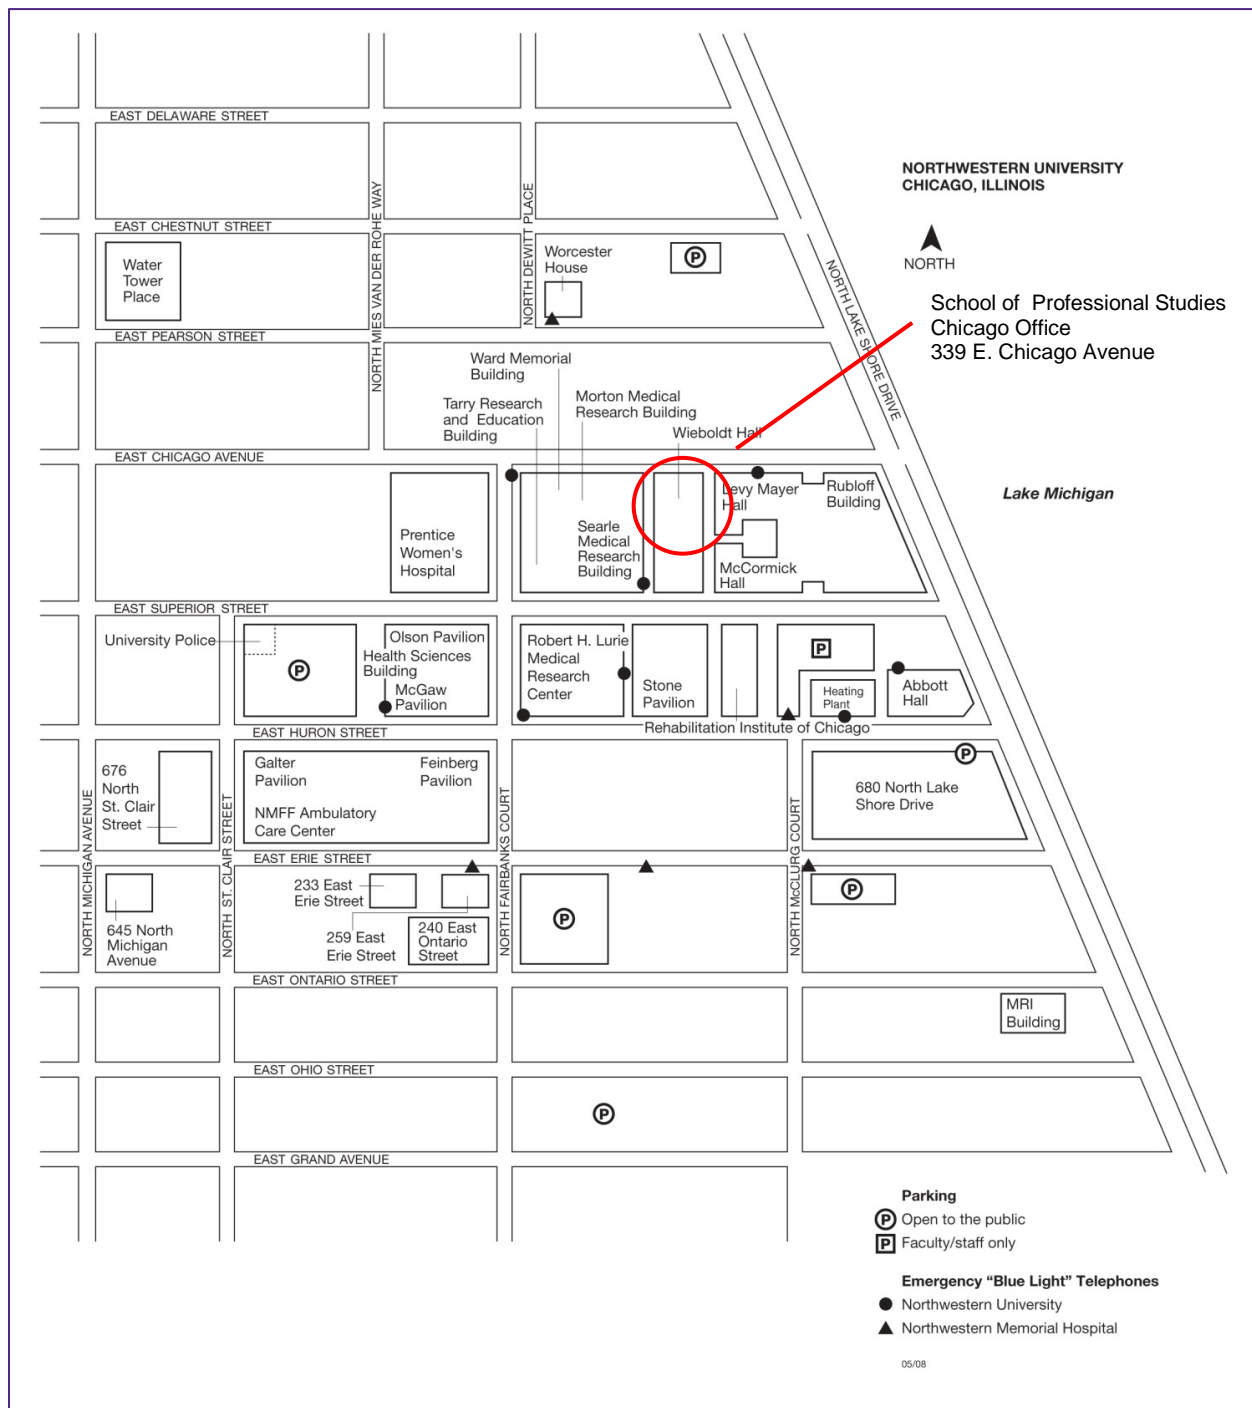 EAST DELAWARE STREET
NORTHWESTERN UNIVERSITY
CHICAGO, ILLINOIS
NORTH
NORTH MIES VAN DER ROHE WAY
NORTH DEWITT PLACE
EAST CHESTNUT STREET
Water
Tower
Place
Worcester
House
P
NORTH LAKE SHORE DRIVE
School of Professional Studies
Chicago Office
339 E. Chicago Avenue
EAST PEARSON STREET
Ward Memorial
Building
Tarry Research
and Education
Building
Morton Medical
Research Building
Wieboldt Hall
EAST CHICAGO AVENUE
Prentice
Women's
Hospital
Searle
Medical
Research
Building
Levy Mayer
Hall
Rubloff
Building
McCormick
Hall
Lake Michigan
EAST SUPERIOR STREET
University Police
P
Olson Pavilion
Health Sciences
Building
McGaw
Pavilion
Robert H. Lurie
Medical
Research
Center
Stone
Pavilion
P
Heating
Plant
Abbott
Hall
Rehabilitation Institute of Chicago
EAST HURON STREET
676
North
St. Clair
Street
Galter
Pavilion
Feinberg
Pavilion
NMFF Ambulatory
Care Center
P
680 North Lake
Shore Drive
NORTH MICHIGAN AVENUE
NORTH ST. CLAIR STREET
NORTH FAIRBANKS COURT
NORTH McCLURG COURT
EAST ERIE STREET
645 North
Michigan
Avenue
233 East
Erie Street
259 East
Erie Street
240 East
Ontario
Street
P
P
EAST ONTARIO STREET
MRI
Building
EAST OHIO STREET
P
EAST GRAND AVENUE
Parking
P Open to the public
P Faculty/staff only
Emergency “Blue Light” Telephones
Northwestern University
Northwestern Memorial Hospital
05/08